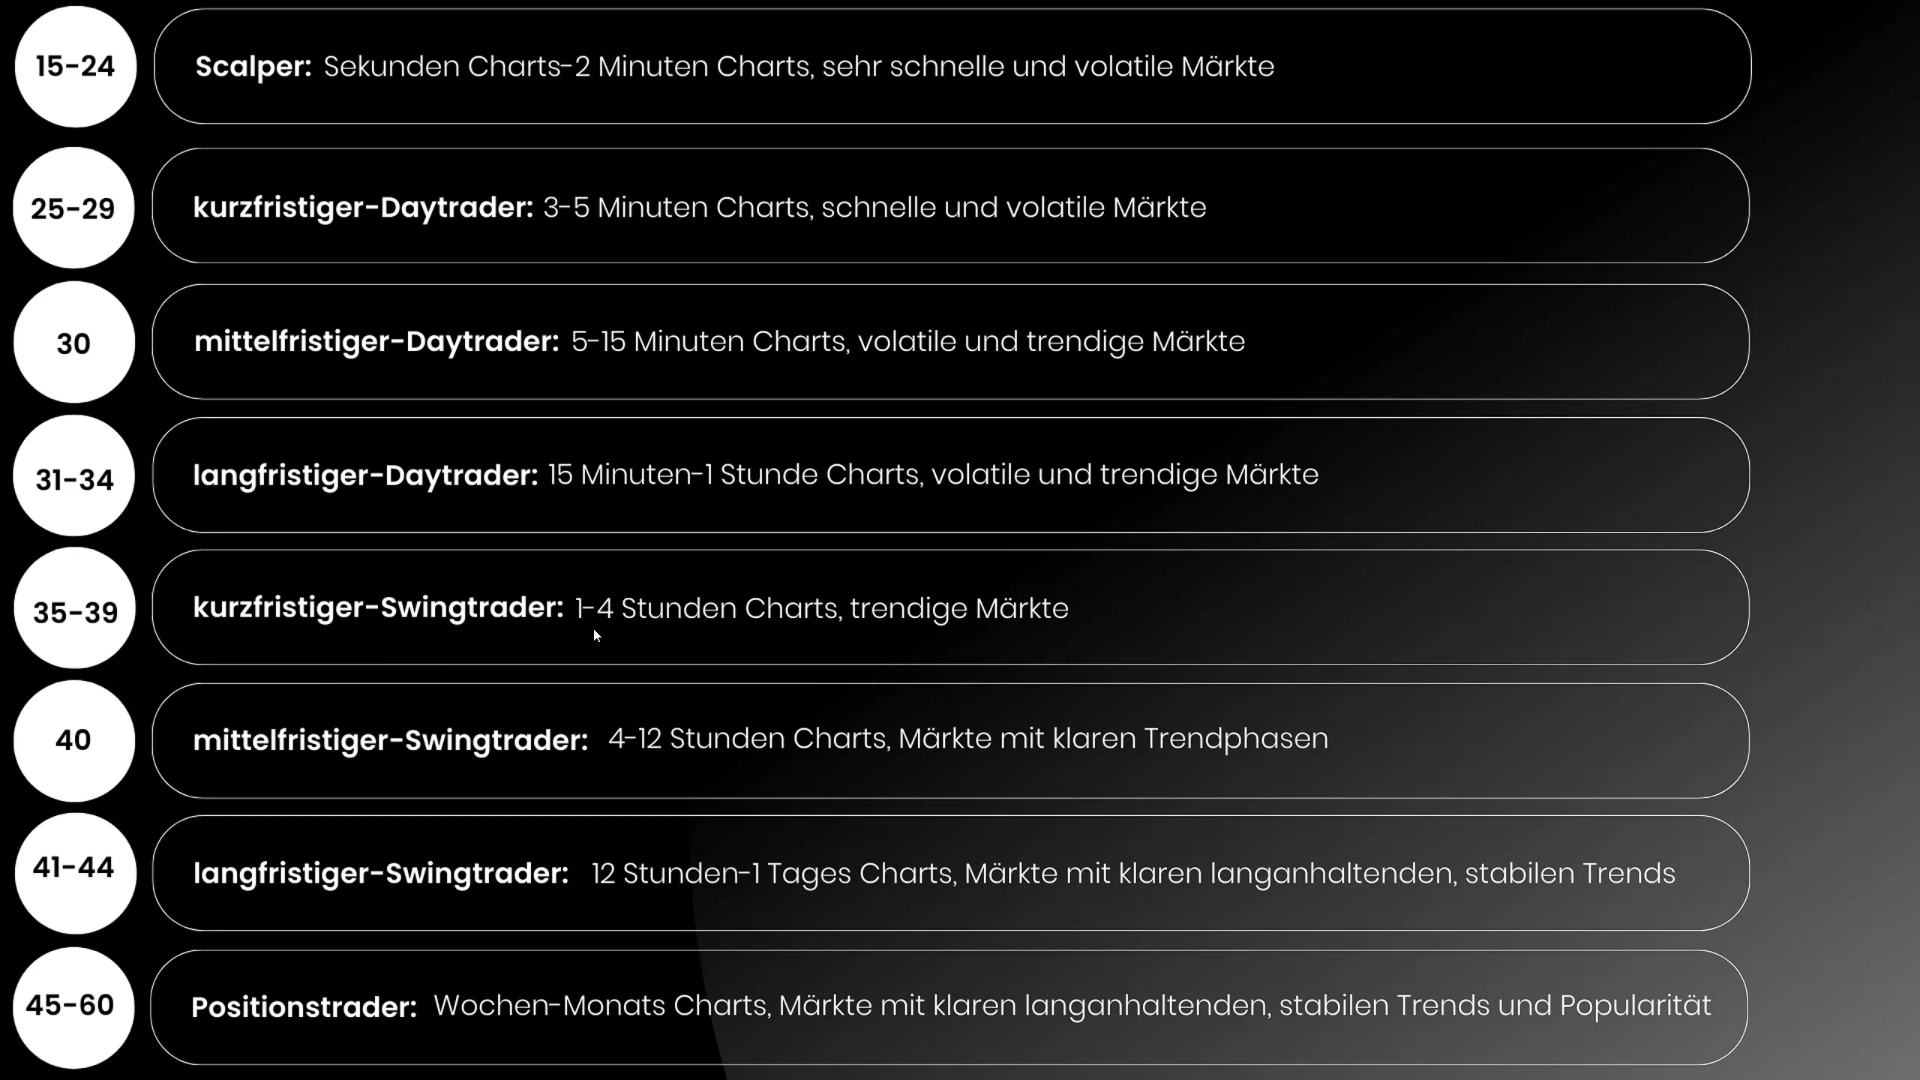 15-24
Scalper: Sekunden Charts-2 Minuten Charts, sehr schnelle und volatile Märkte
25-29
kurzfristiger-Daytrader: 3-5 Minuten Charts, schnelle und volatile Märkte
30
mittelfristiger-Daytrader: 5-15 Minuten Charts, volatile und trendige Märkte
31-34
langfristiger-Daytrader: 15 Minuten-1 Stunde Charts, volatile und trendige Märkte
35-39
kurzfristiger-Swingtrader: 1-4 Stunden Charts, trendige Märkte
40
mittelfristiger-Swingtrader: 4-12 Stunden Charts, Märkte mit klaren Trendphasen
41-44
langfristiger-Swingtrader: 12 Stunden-1 Tages Charts, Märkte mit klaren langanhaltenden, stabilen Trends
45-60
Positionstrader: Wochen-Monats Charts, Märkte mit klaren langanhaltenden, stabilen Trends und Popularität